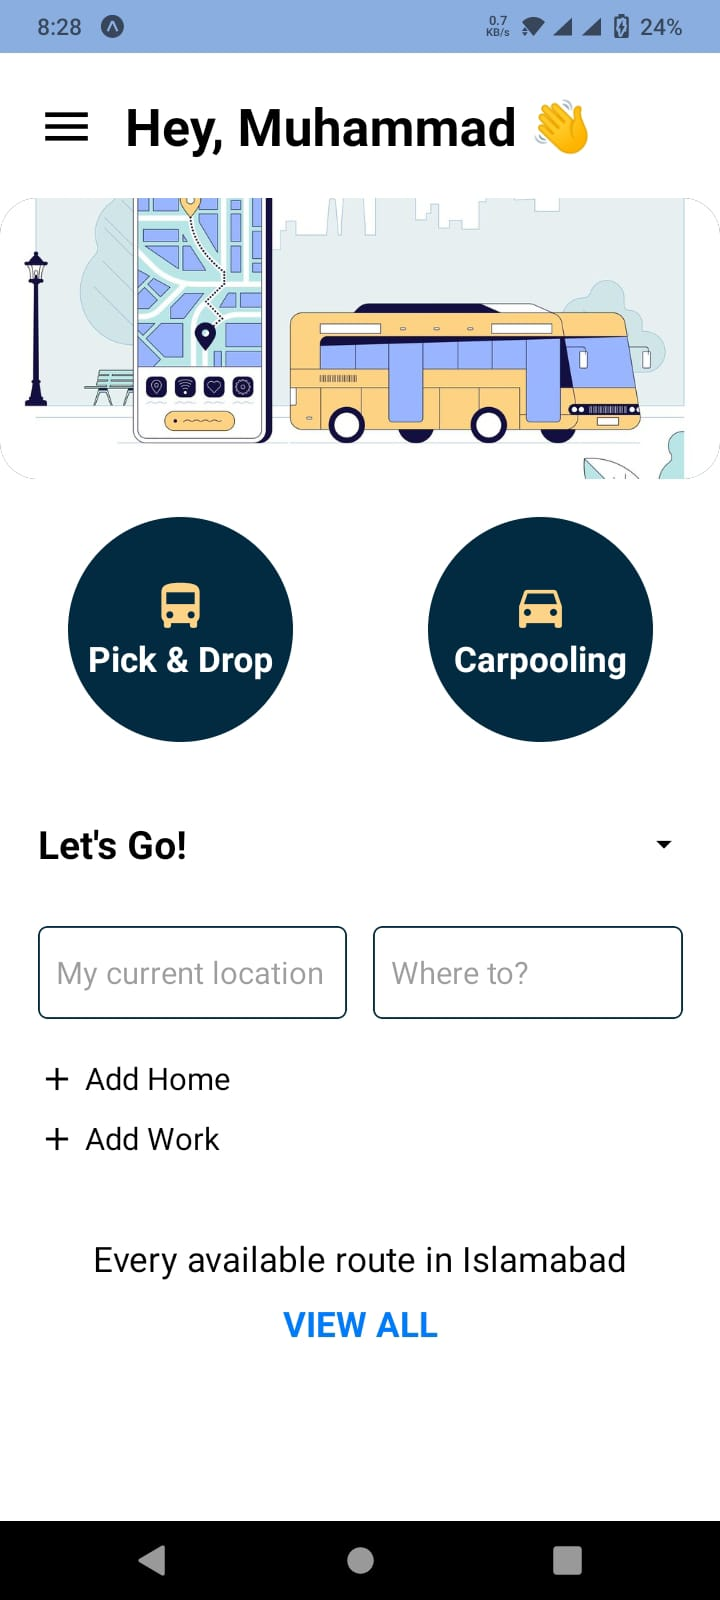 8:28
0.7
KB/s
24%
Hey, Muhammad 👋
Pick & Drop
Carpooling
Let's Go!
My current location
Where to?
+ Add Home
+ Add Work
Every available route in Islamabad
VIEW ALL